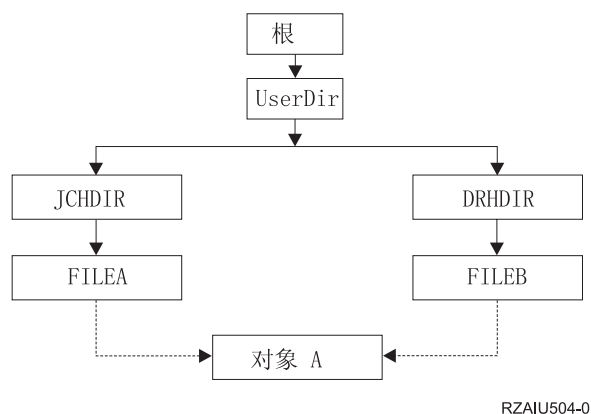 根
UserDir
JCHDIR
DRHDIR
FILEA
FILEB
对象 A
RZAIU504-0